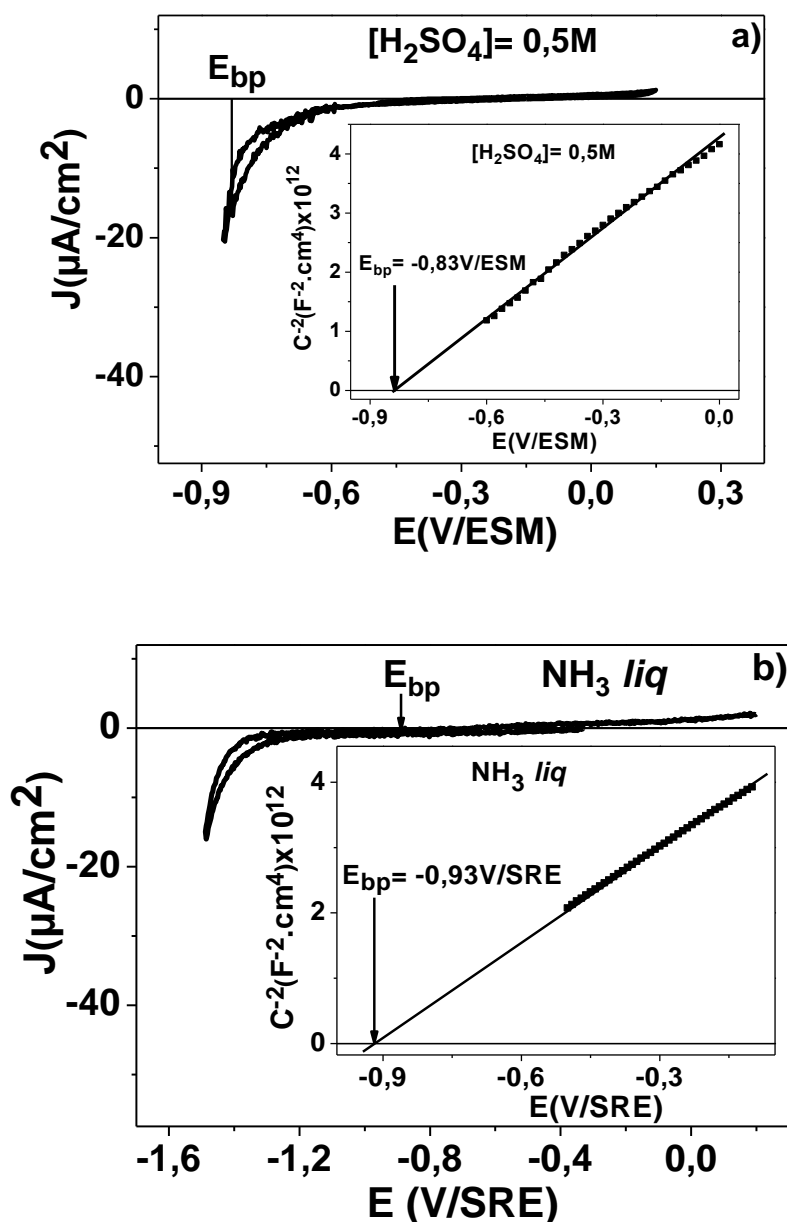 a)
[H₂SO₄]= 0,5M
E_bp
0
-20
-40
J(µA/cm²)
-0,9 -0,6 -0,3 0,0 0,3
E(V/ESM)
[H₂SO₄]= 0,5M
E_bp= -0,83V/ESM
4
3
2
1
0
C⁻²(F⁻².cm⁴)x10¹²
-0,9 -0,6 -0,3 0,0
E(V/ESM)
b)
NH₃ liq
E_bp
0
-20
-40
J(µA/cm²)
-1,6 -1,2 -0,8 -0,4 0,0
E (V/SRE)
NH₃ liq
E_bp= -0,93V/SRE
4
2
0
C⁻²(F⁻².cm⁴)x10¹²
-0,9 -0,6 -0,3
E(V/SRE)